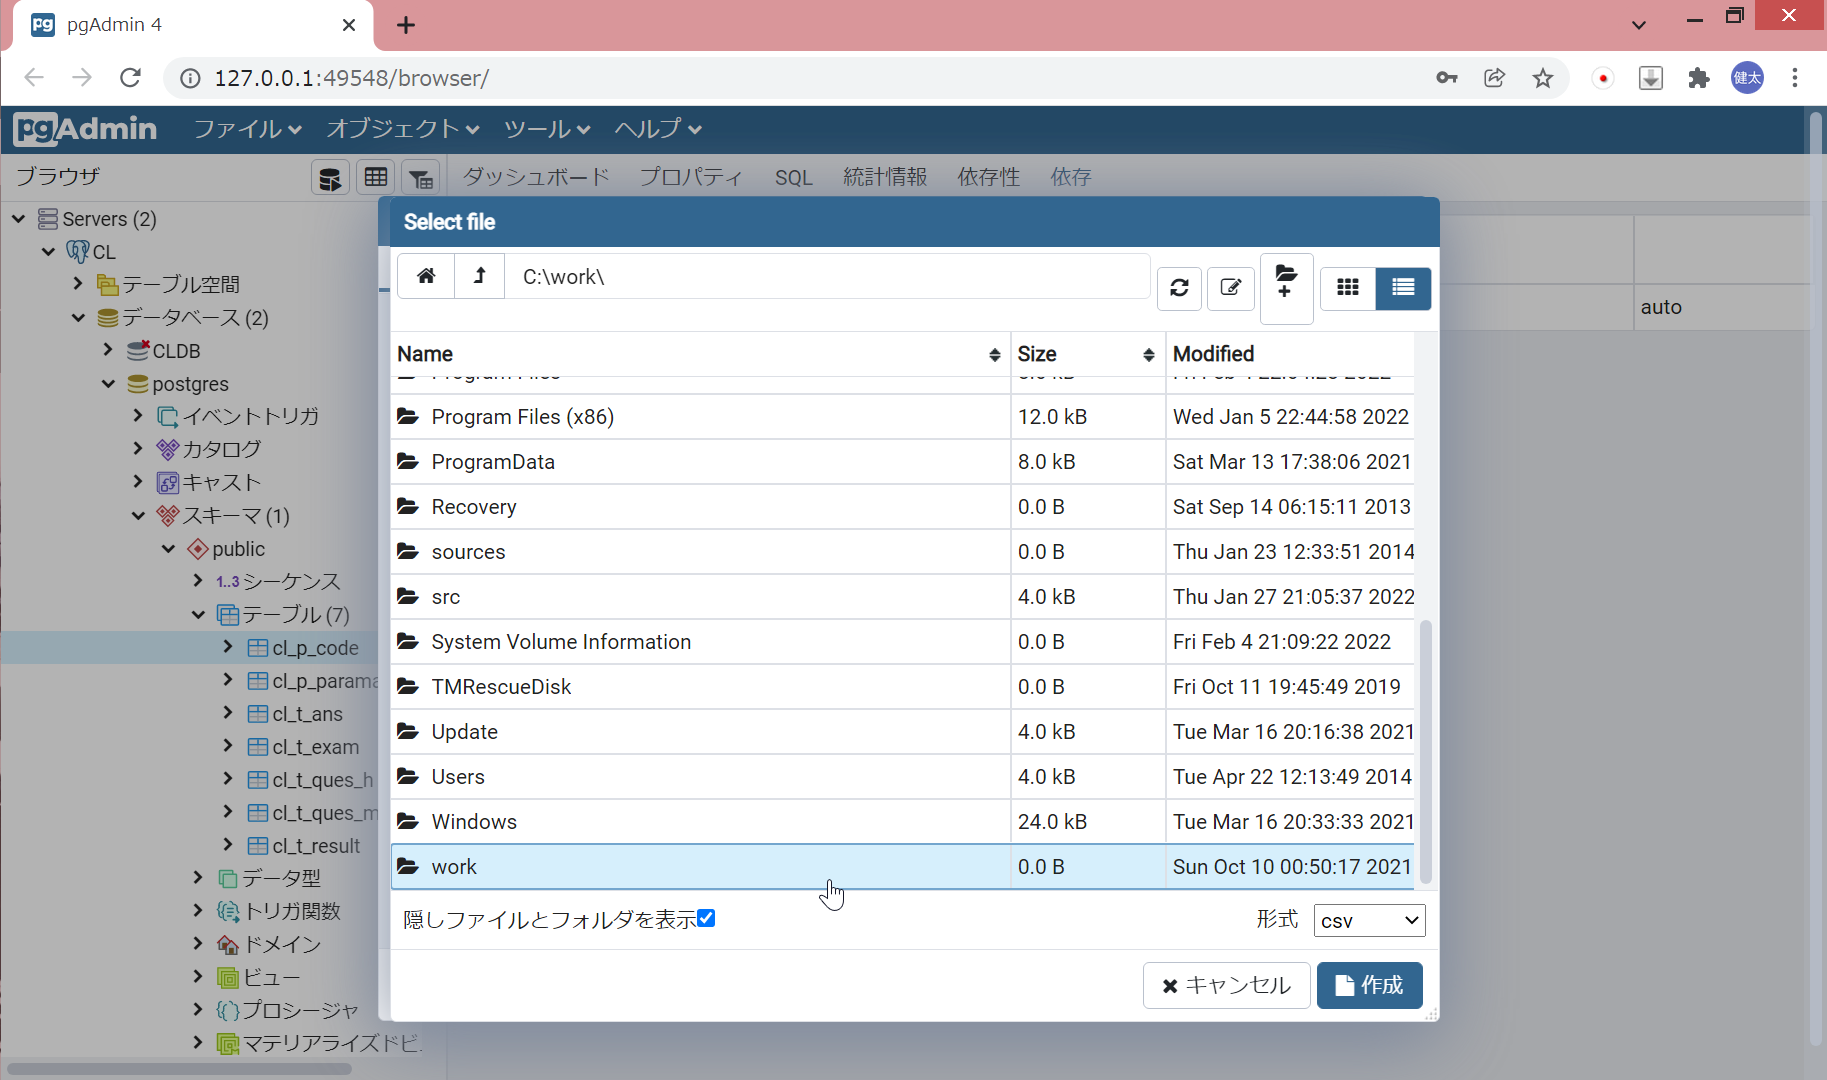 pgAdmin 4
127.0.0.1:49548/browser/
健太
pgAdmin ファイル オブジェクト ツール ヘルプ
ブラウザ
ダッシュボード プロパティ SQL 統計情報 依存性 依存
Servers (2)
CL
テーブル空間
データベース (2)
CLDB
postgres
イベントトリガ
カタログ
キャスト
スキーマ (1)
public
1..3 シーケンス
テーブル (7)
cl_p_code
cl_p_parama
cl_t_ans
cl_t_exam
cl_t_ques_h
cl_t_ques_m
cl_t_result
データ型
トリガ関数
ドメイン
ビュー
プロシージャ
マテリアライズドビ
auto
Select file
C:\work\
Name Size Modified
Program Files (x86) 12.0 kB Wed Jan 5 22:44:58 2022
ProgramData 8.0 kB Sat Mar 13 17:38:06 2021
Recovery 0.0 B Sat Sep 14 06:15:11 2013
sources 0.0 B Thu Jan 23 12:33:51 2014
src 4.0 kB Thu Jan 27 21:05:37 2022
System Volume Information 0.0 B Fri Feb 4 21:09:22 2022
TMRescueDisk 0.0 B Fri Oct 11 19:45:49 2019
Update 4.0 kB Tue Mar 16 20:16:38 2021
Users 4.0 kB Tue Apr 22 12:13:49 2014
Windows 24.0 kB Tue Mar 16 20:33:33 2021
work 0.0 B Sun Oct 10 00:50:17 2021
隠しファイルとフォルダを表示
形式 csv
キャンセル 作成